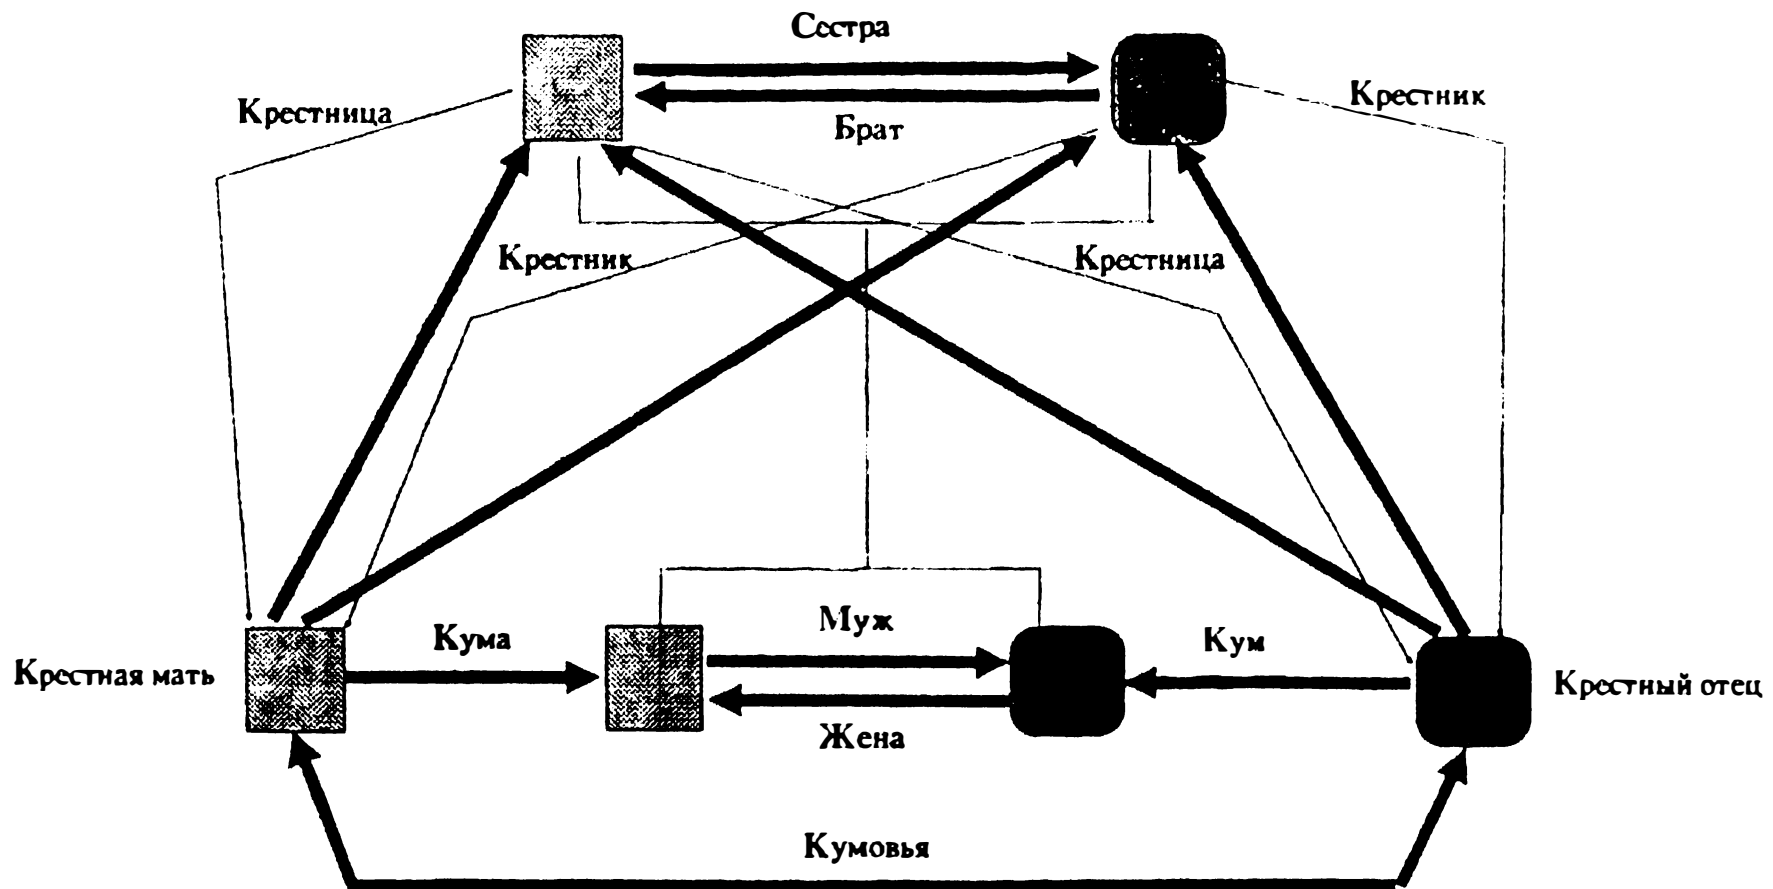 Сестра
Крестница
Крестник
Брат
Крестник
Крестница
Муж
Кума
Кум
Крестная мать
Крестный отец
Жена
Кумовья